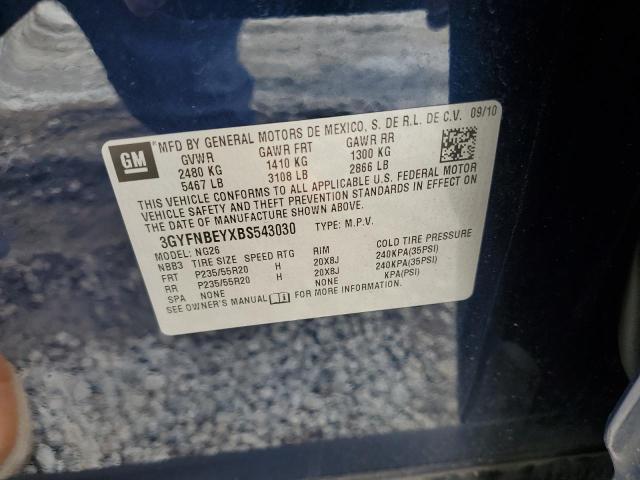 GM
MFD BY GENERAL MOTORS DE MEXICO, S. DE R.L. DE C.V. 09/10
GVWR GAWR FRT GAWR RR
2480 KG 1410 KG 1300 KG
5467 LB 3108 LB 2866 LB
THIS VEHICLE CONFORMS TO ALL APPLICABLE U.S. FEDERAL MOTOR
VEHICLE SAFETY AND THEFT PREVENTION STANDARDS IN EFFECT ON
THE DATE OF MANUFACTURE SHOWN ABOVE.
3GYFNBEYXBS543030 TYPE: M.P.V.
MODEL: NG26
NBB3 TIRE SIZE SPEED RTG RIM COLD TIRE PRESSURE
FRT P235/55R20 H 20X8J 240KPA(35PSI)
RR P235/55R20 H 20X8J 240KPA(35PSI)
SPA NONE NONE KPA(PSI)
SEE OWNER'S MANUAL FOR MORE INFORMATION.